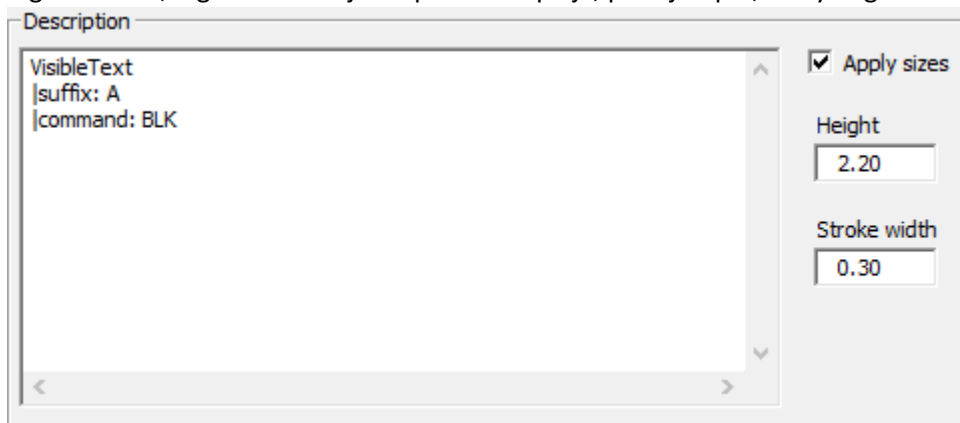 Description
VisibleText
|suffix: A
|command: BLK
Apply sizes
Height
2.20
Stroke width
0.30